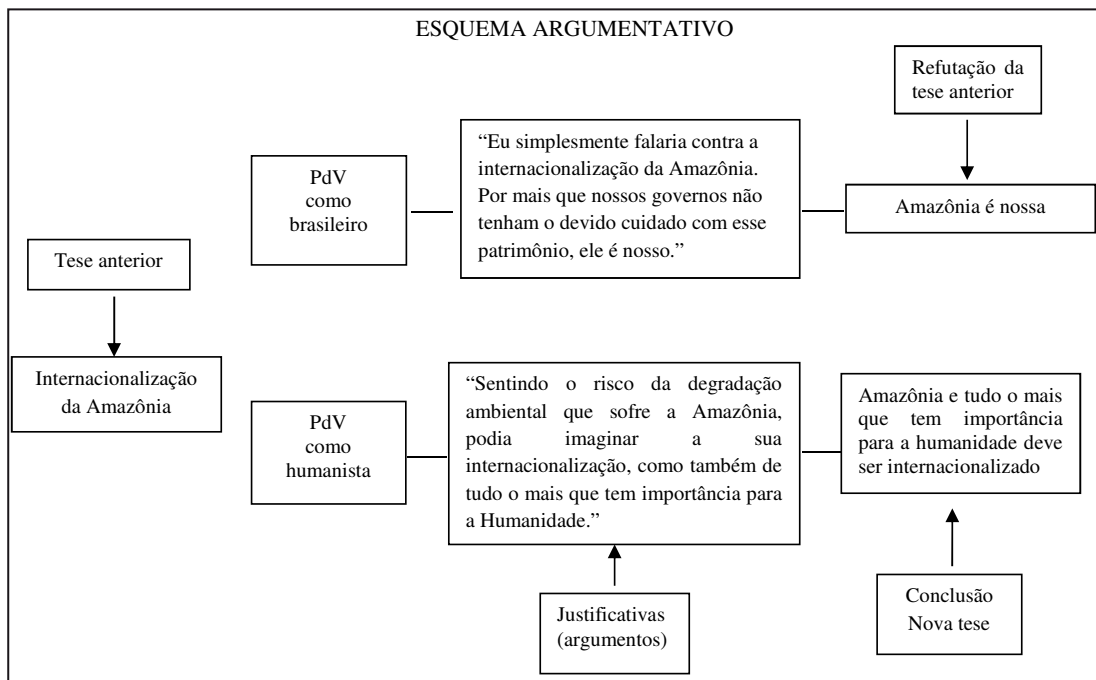 ESQUEMA ARGUMENTATIVO
Refutação da
tese anterior
PdV
como
brasileiro
“Eu simplesmente falaria contra a
internacionalização da Amazônia.
Por mais que nossos governos não
tenham o devido cuidado com esse
patrimônio, ele é nosso.”
Amazônia é nossa
Tese anterior
Internacionalização
da Amazônia
PdV
como
humanista
“Sentindo o risco da degradação
ambiental que sofre a Amazônia,
podia imaginar a sua
internacionalização, como também de
tudo o mais que tem importância para
a Humanidade.”
Amazônia e tudo o mais
que tem importância
para a humanidade deve
ser internacionalizado
Justificativas
(argumentos)
Conclusão
Nova tese